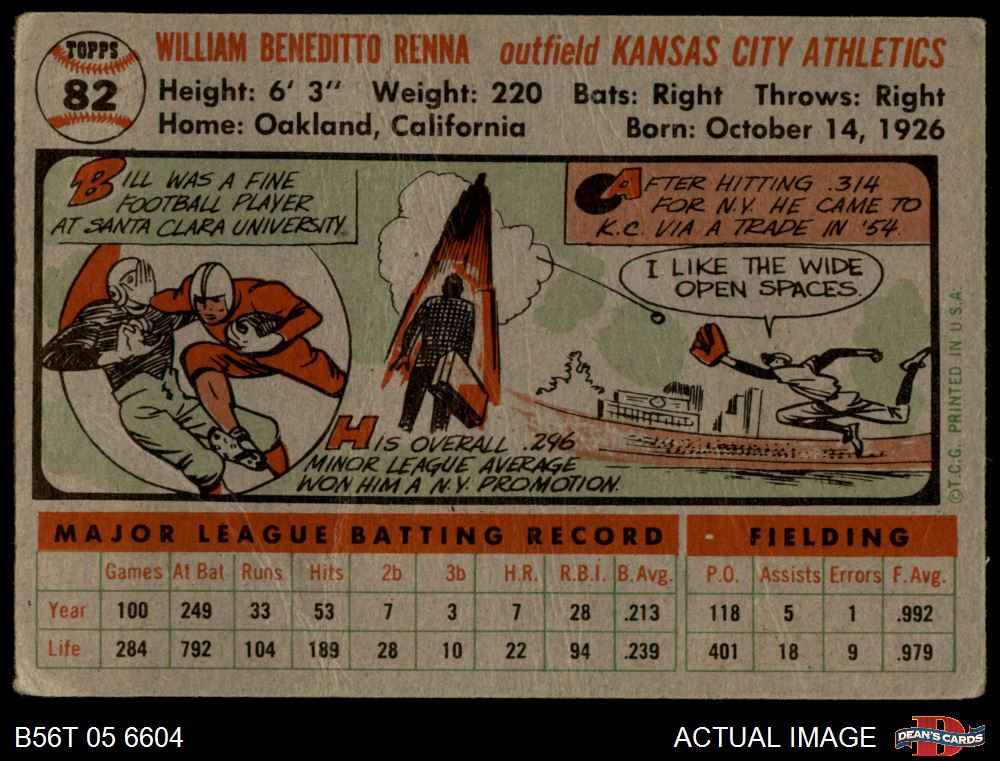 TOPPS
82
WILLIAM BENEDITTO RENNA outfield KANSAS CITY ATHLETICS
Height: 6' 3" Weight: 220 Bats: Right Throws: Right
Home: Oakland, California Born: October 14, 1926
BILL WAS A FINE
FOOTBALL PLAYER
AT SANTA CLARA UNIVERSITY.
HIS OVERALL .296
MINOR LEAGUE AVERAGE
WON HIM A N.Y. PROMOTION.
AFTER HITTING .314
FOR N.Y. HE CAME TO
K.C. VIA A TRADE IN '54.
I LIKE THE WIDE
OPEN SPACES.
©T.C.G. PRINTED IN U.S.A.
MAJOR LEAGUE BATTING RECORD FIELDING
Games At Bat Runs Hits 2b 3b H.R. R.B.I. B.Avg. P.O. Assists Errors F.Avg.
Year 100 249 33 53 7 3 7 28 .213 118 5 1 .992
Life 284 792 104 189 28 10 22 94 .239 401 18 9 .979
B56T 05 6604
ACTUAL IMAGE
D
DEAN'S CARDS